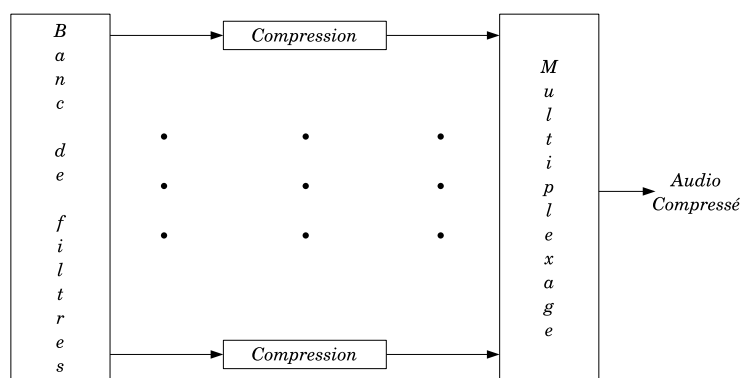 Banc de filtres
Compression
Compression
Multiplexage
Audio
Compressé